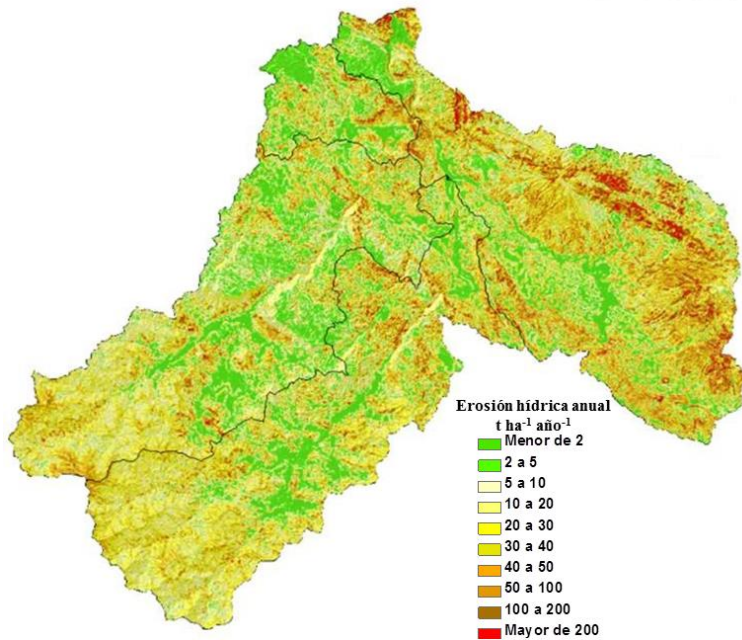 Erosión hídrica anual
t ha⁻¹ año⁻¹
Menor de 2
2 a 5
5 a 10
10 a 20
20 a 30
30 a 40
40 a 50
50 a 100
100 a 200
Mayor de 200